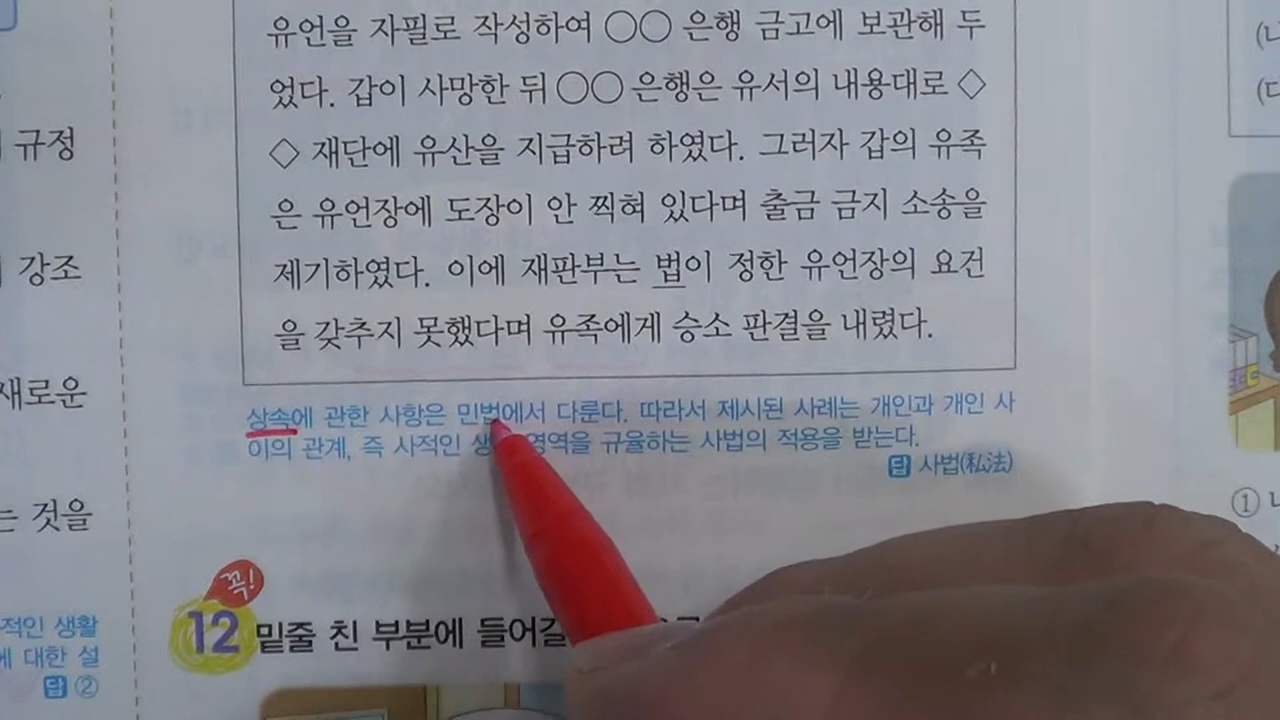 유언을 자필로 작성하여 ○○ 은행 금고에 보관해 두
었다. 갑이 사망한 뒤 ○○ 은행은 유서의 내용대로 ◇
◇ 재단에 유산을 지급하려 하였다. 그러자 갑의 유족
은 유언장에 도장이 안 찍혀 있다며 출금 금지 소송을
제기하였다. 이에 재판부는 법이 정한 유언장의 요건
을 갖추지 못했다며 유족에게 승소 판결을 내렸다.
상속에 관한 사항은 민법에서 다룬다. 따라서 제시된 사례는 개인과 개인 사
이의 관계, 즉 사적인 영역을 규율하는 사법의 적용을 받는다.
답 사법(私法)
꼭!
12 밑줄 친 부분에 들어갈
규정
강조
새로운
는 것을
적인 생활
에 대한 설
답 ②
(나
(다
①